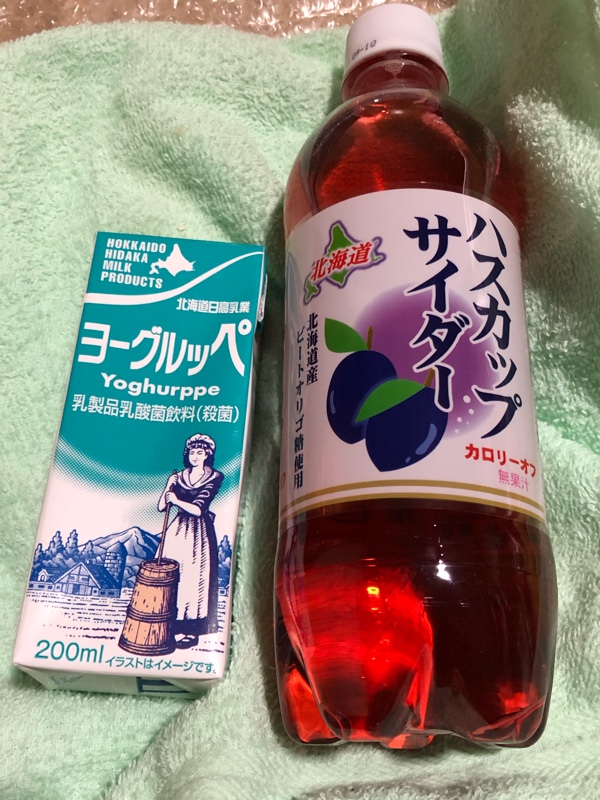 HOKKAIDO
HIDAKA
MILK
PRODUCTS
北海道日高乳業
ヨーグルッペ
Yoghurppe
乳製品乳酸菌飲料(殺菌)
200ml イラストはイメージです。
北海道
ハスカップ
サイダー
北海道産
ビートオリゴ糖使用
カロリーオフ
無果汁